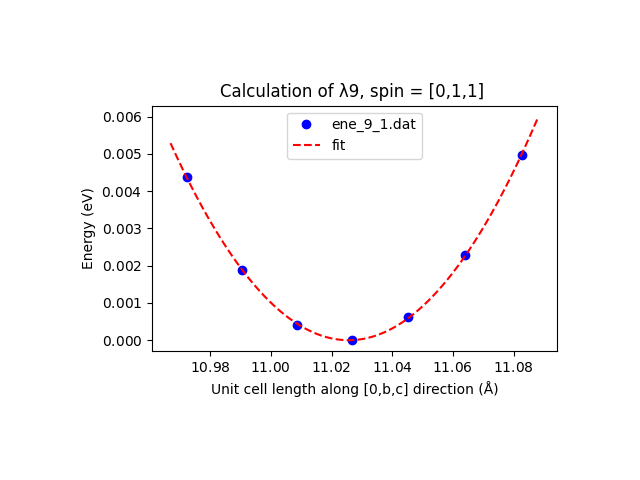 Calculation of λ9, spin = [0,1,1]
ene_9_1.dat
fit
Energy (eV)
0.006
0.005
0.004
0.003
0.002
0.001
0.000
10.98 11.00 11.02 11.04 11.06 11.08
Unit cell length along [0,b,c] direction (Å)